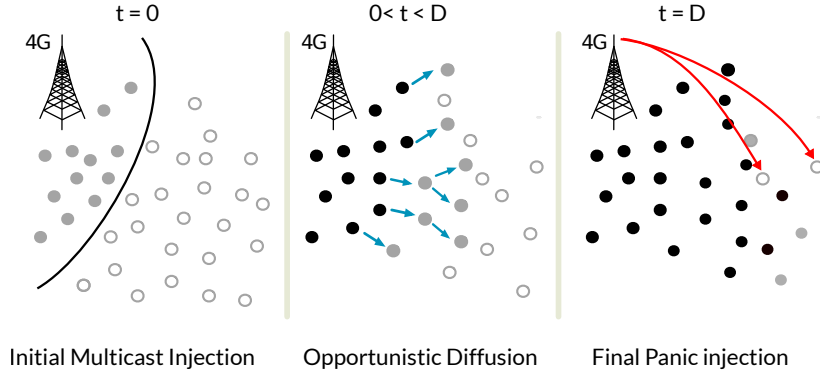 t = 0
0< t < D
t = D
4G
4G
4G
Initial Multicast Injection
Opportunistic Diffusion
Final Panic injection